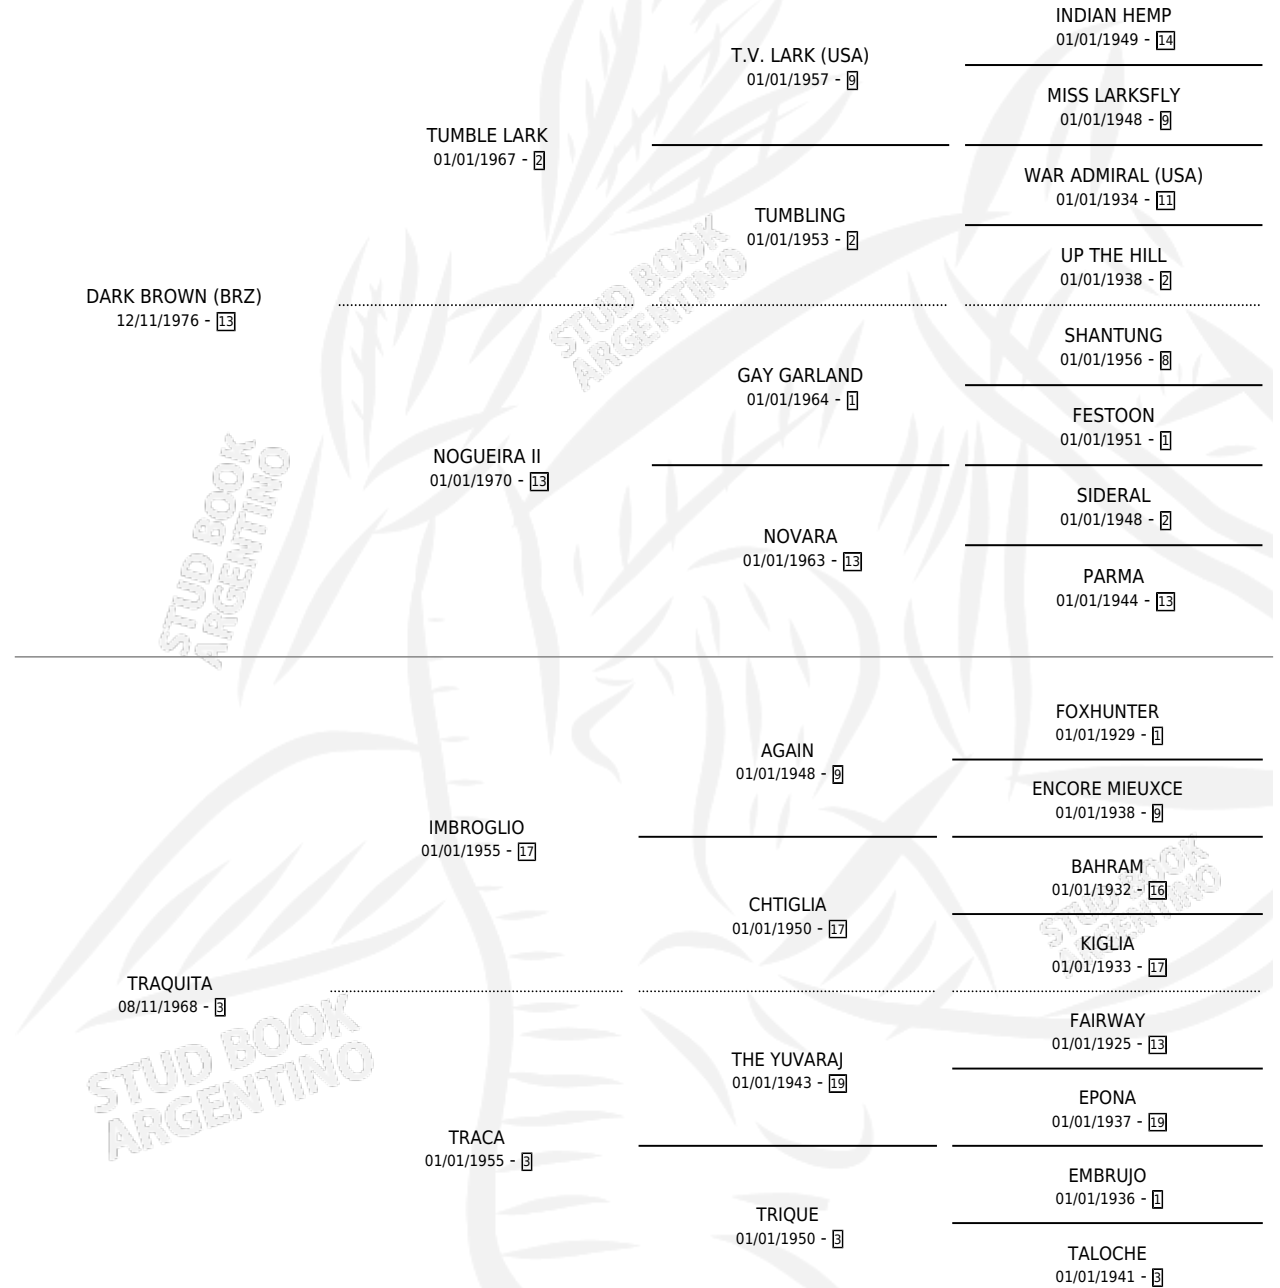 INDIAN HEMP
01/01/1949 - 14
T.V. LARK (USA)
01/01/1957 - 9
MISS LARKSFLY
01/01/1948 - 9
TUMBLE LARK
01/01/1967 - 2
WAR ADMIRAL (USA)
01/01/1934 - 11
TUMBLING
01/01/1953 - 2
UP THE HILL
01/01/1938 - 2
DARK BROWN (BRZ)
12/11/1976 - 13
SHANTUNG
01/01/1956 - 8
GAY GARLAND
01/01/1964 - 1
FESTOON
01/01/1951 - 1
NOGUEIRA II
01/01/1970 - 13
SIDERAL
01/01/1948 - 2
NOVARA
01/01/1963 - 13
PARMA
01/01/1944 - 13
FOXHUNTER
01/01/1929 - 1
AGAIN
01/01/1948 - 9
ENCORE MIEUXCE
01/01/1938 - 9
IMBROGLIO
01/01/1955 - 17
BAHRAM
01/01/1932 - 16
CHTIGLIA
01/01/1950 - 17
KIGLIA
01/01/1933 - 17
TRAQUITA
08/11/1968 - 3
FAIRWAY
01/01/1925 - 13
THE YUVARAJ
01/01/1943 - 19
EPONA
01/01/1937 - 19
TRACA
01/01/1955 - 3
EMBRUJO
01/01/1936 - 1
TRIQUE
01/01/1950 - 3
TALOCHE
01/01/1941 - 3
STUD BOOK
ARGENTINO
STUD BOOK
ARGENTINO
STUD BOOK
ARGENTINO
STUD BOOK
ARGENTINO